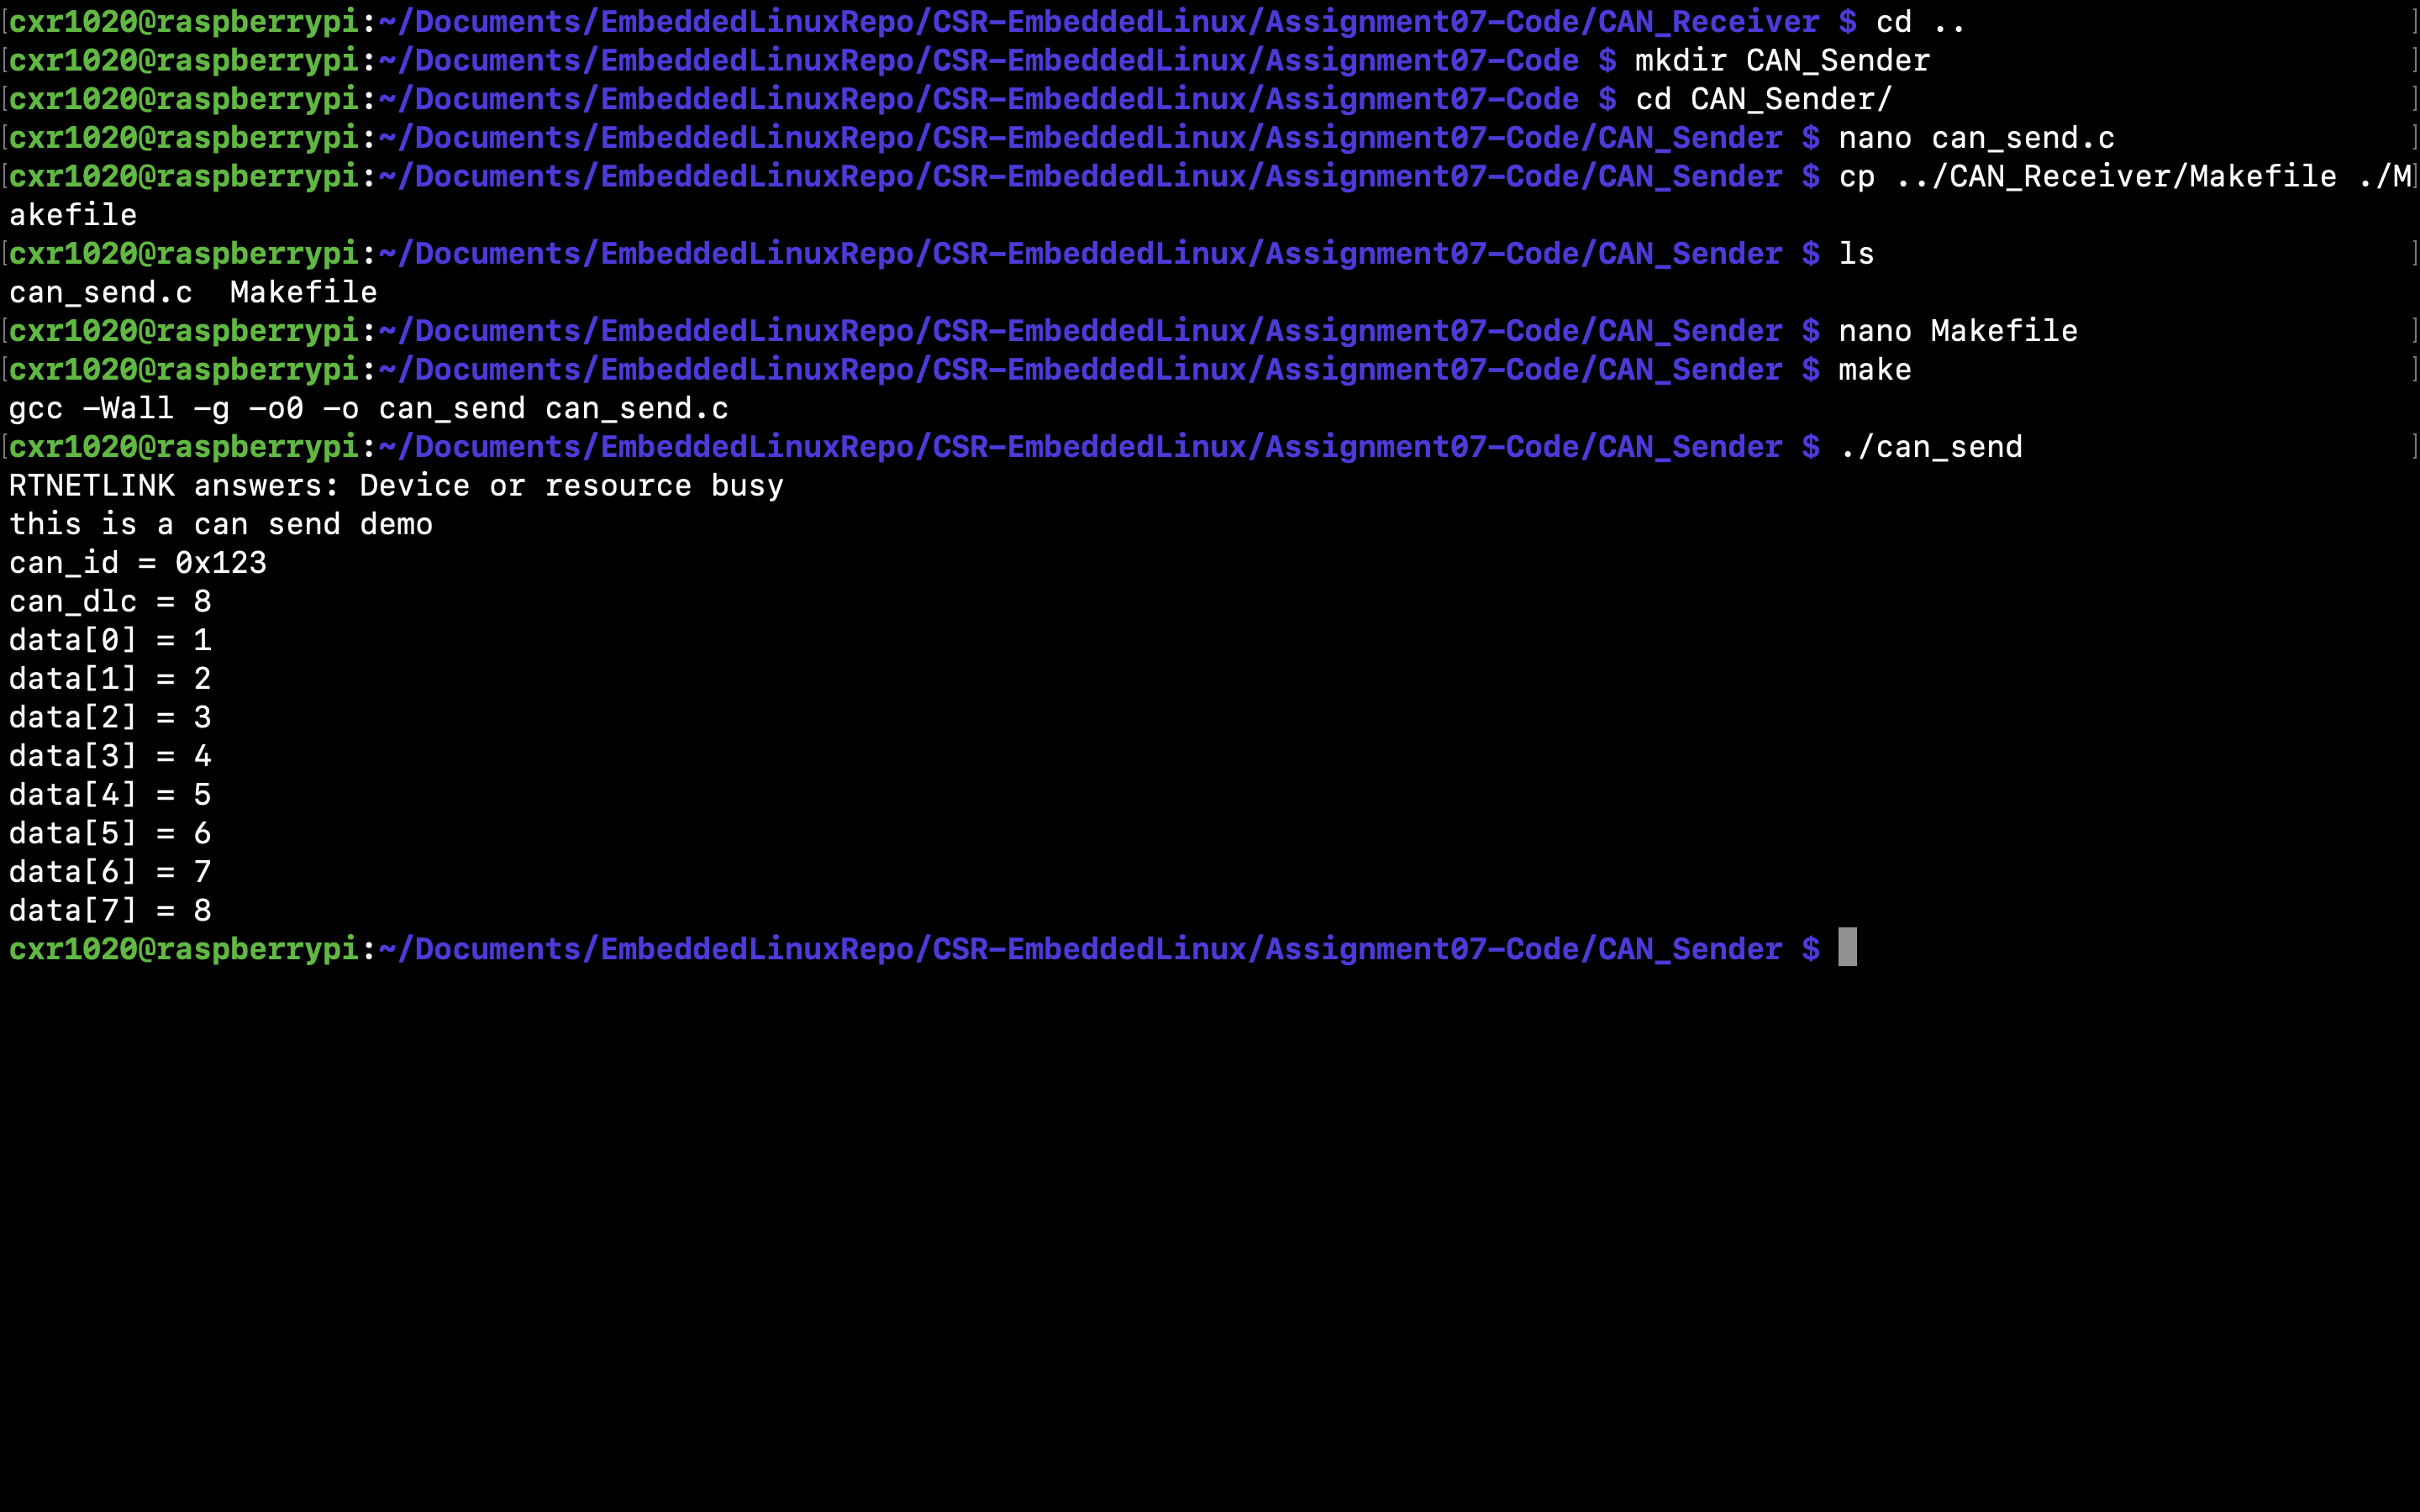 [cxr1020@raspberrypi:~/Documents/EmbeddedLinuxRepo/CSR-EmbeddedLinux/Assignment07-Code/CAN_Receiver $ cd .. ]
[cxr1020@raspberrypi:~/Documents/EmbeddedLinuxRepo/CSR-EmbeddedLinux/Assignment07-Code $ mkdir CAN_Sender ]
[cxr1020@raspberrypi:~/Documents/EmbeddedLinuxRepo/CSR-EmbeddedLinux/Assignment07-Code $ cd CAN_Sender/ ]
[cxr1020@raspberrypi:~/Documents/EmbeddedLinuxRepo/CSR-EmbeddedLinux/Assignment07-Code/CAN_Sender $ nano can_send.c ]
[cxr1020@raspberrypi:~/Documents/EmbeddedLinuxRepo/CSR-EmbeddedLinux/Assignment07-Code/CAN_Sender $ cp ../CAN_Receiver/Makefile ./M]
akefile
[cxr1020@raspberrypi:~/Documents/EmbeddedLinuxRepo/CSR-EmbeddedLinux/Assignment07-Code/CAN_Sender $ ls ]
can_send.c  Makefile
[cxr1020@raspberrypi:~/Documents/EmbeddedLinuxRepo/CSR-EmbeddedLinux/Assignment07-Code/CAN_Sender $ nano Makefile ]
[cxr1020@raspberrypi:~/Documents/EmbeddedLinuxRepo/CSR-EmbeddedLinux/Assignment07-Code/CAN_Sender $ make ]
gcc -Wall -g -o0 -o can_send can_send.c
[cxr1020@raspberrypi:~/Documents/EmbeddedLinuxRepo/CSR-EmbeddedLinux/Assignment07-Code/CAN_Sender $ ./can_send ]
RTNETLINK answers: Device or resource busy
this is a can send demo
can_id = 0x123
can_dlc = 8
data[0] = 1
data[1] = 2
data[2] = 3
data[3] = 4
data[4] = 5
data[5] = 6
data[6] = 7
data[7] = 8
cxr1020@raspberrypi:~/Documents/EmbeddedLinuxRepo/CSR-EmbeddedLinux/Assignment07-Code/CAN_Sender $